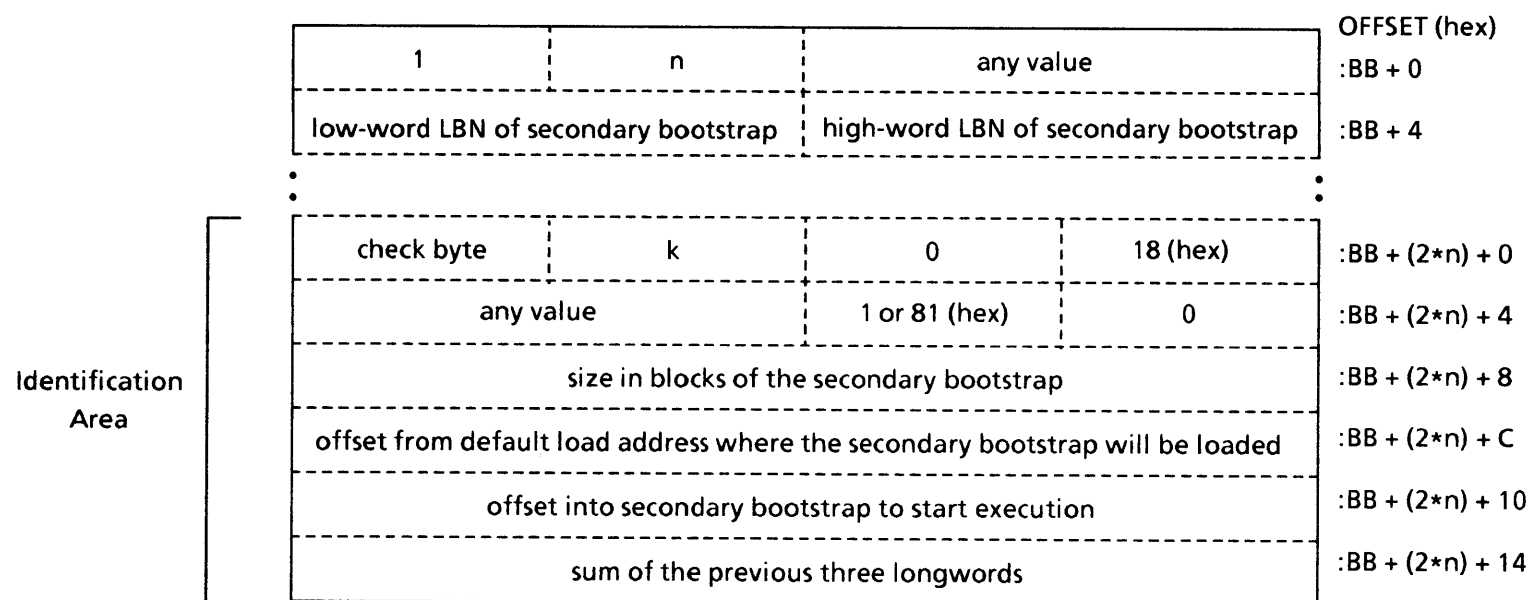 OFFSET (hex)
1 n any value :BB + 0
low-word LBN of secondary bootstrap high-word LBN of secondary bootstrap :BB + 4
check byte k 0 18 (hex) :BB + (2*n) + 0
any value 1 or 81 (hex) 0 :BB + (2*n) + 4
Identification
Area
size in blocks of the secondary bootstrap :BB + (2*n) + 8
offset from default load address where the secondary bootstrap will be loaded :BB + (2*n) + C
offset into secondary bootstrap to start execution :BB + (2*n) + 10
sum of the previous three longwords :BB + (2*n) + 14